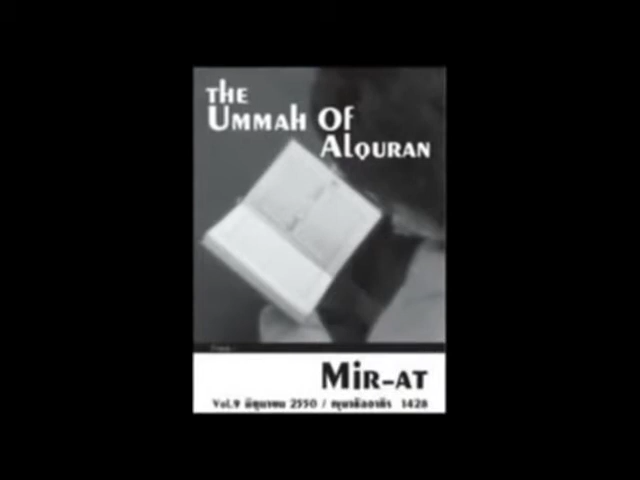 the
Ummah Of
Alquran
Mir-at
Vol.9 มิถุนายน 2550 / 1428